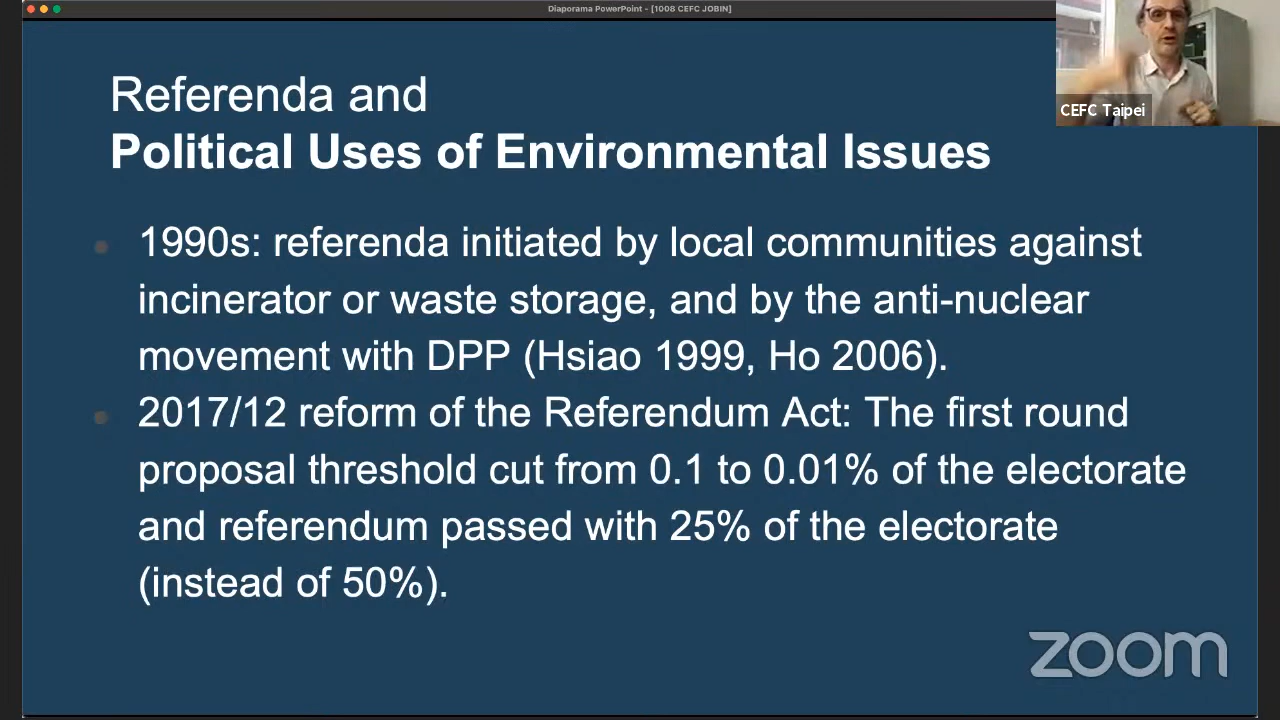 Diaporama PowerPoint - [1008 CEFC JOBIN]
CEFC Taipei
Referenda and
Political Uses of Environmental Issues
1990s: referenda initiated by local communities against
incinerator or waste storage, and by the anti-nuclear
movement with DPP (Hsiao 1999, Ho 2006).
2017/12 reform of the Referendum Act: The first round
proposal threshold cut from 0.1 to 0.01% of the electorate
and referendum passed with 25% of the electorate
(instead of 50%).
zoom